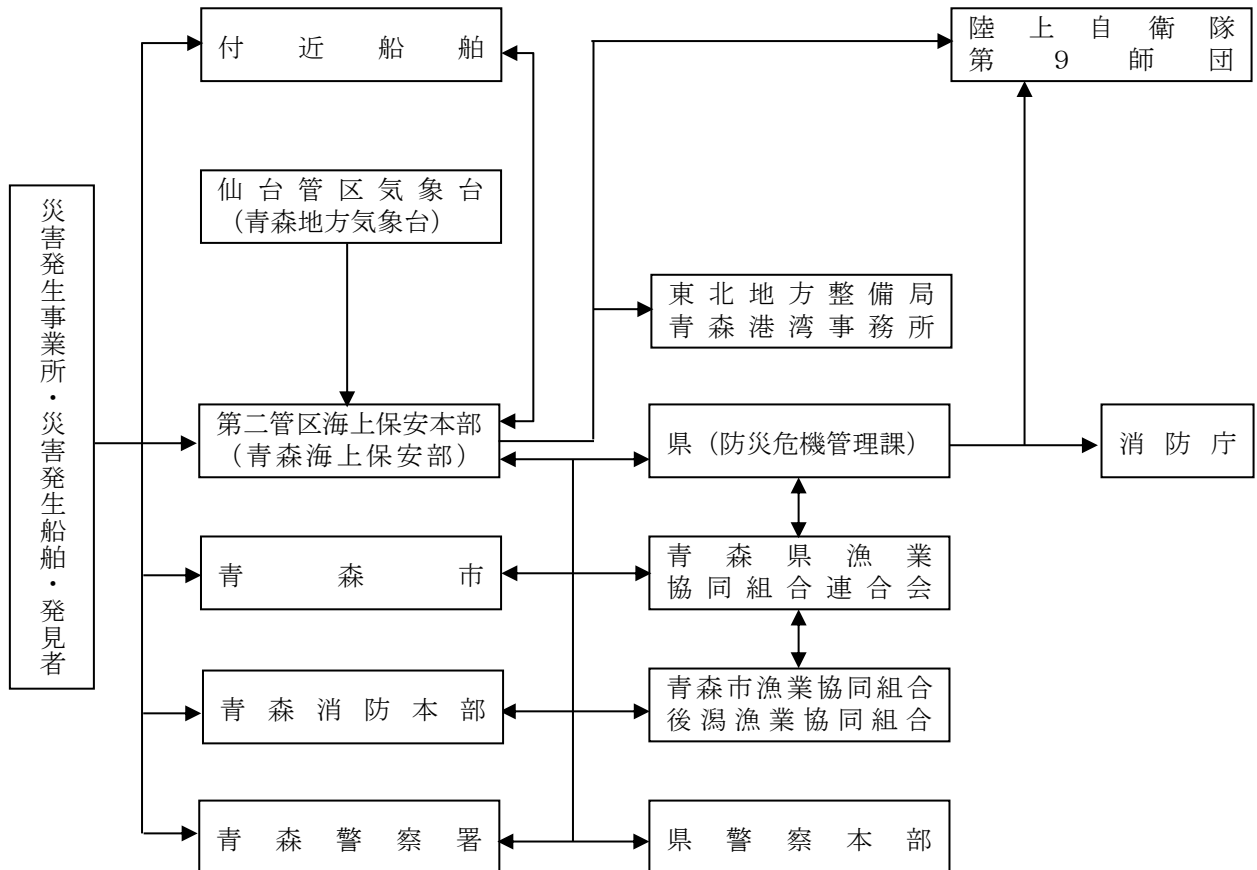 付近船舶
陸上自衛隊
第９師団
仙台管区気象台
（青森地方気象台）
災害発生事業所・災害発生船舶・発見者
東北地方整備局
青森港湾事務所
第二管区海上保安本部
（青森海上保安部）
県（防災危機管理課）
消防庁
青森市
青森県漁業
協同組合連合会
青森消防本部
青森市漁業協同組合
後潟漁業協同組合
青森警察署
県警察本部